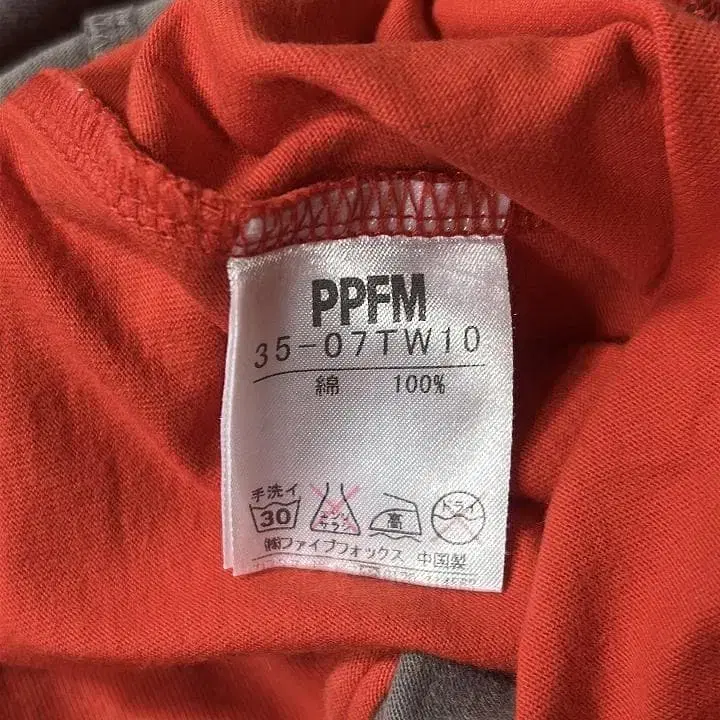 PPFM
35-07TW10
綿 100%
手洗イ
30 エンソサラシ 高 ドライ
㈱ファイブフォックス 中国製